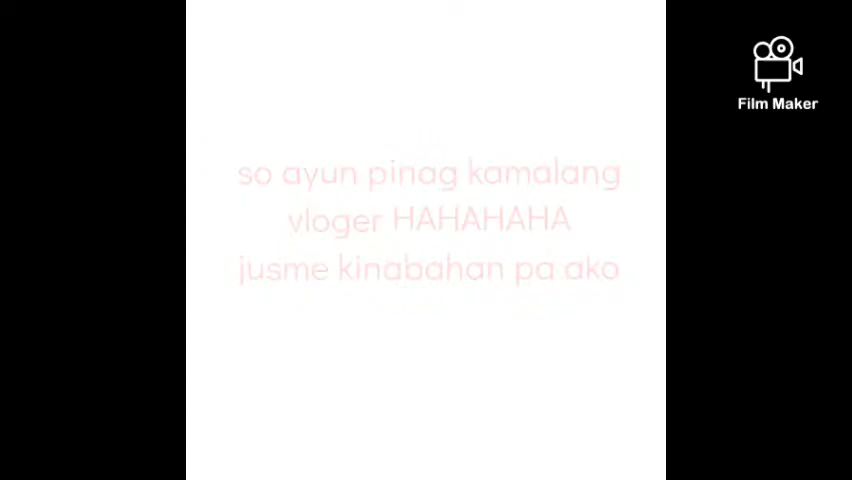 Film Maker
so ayun pinag kamalang
vloger HAHAHAHA
jusme kinabahan pa ako